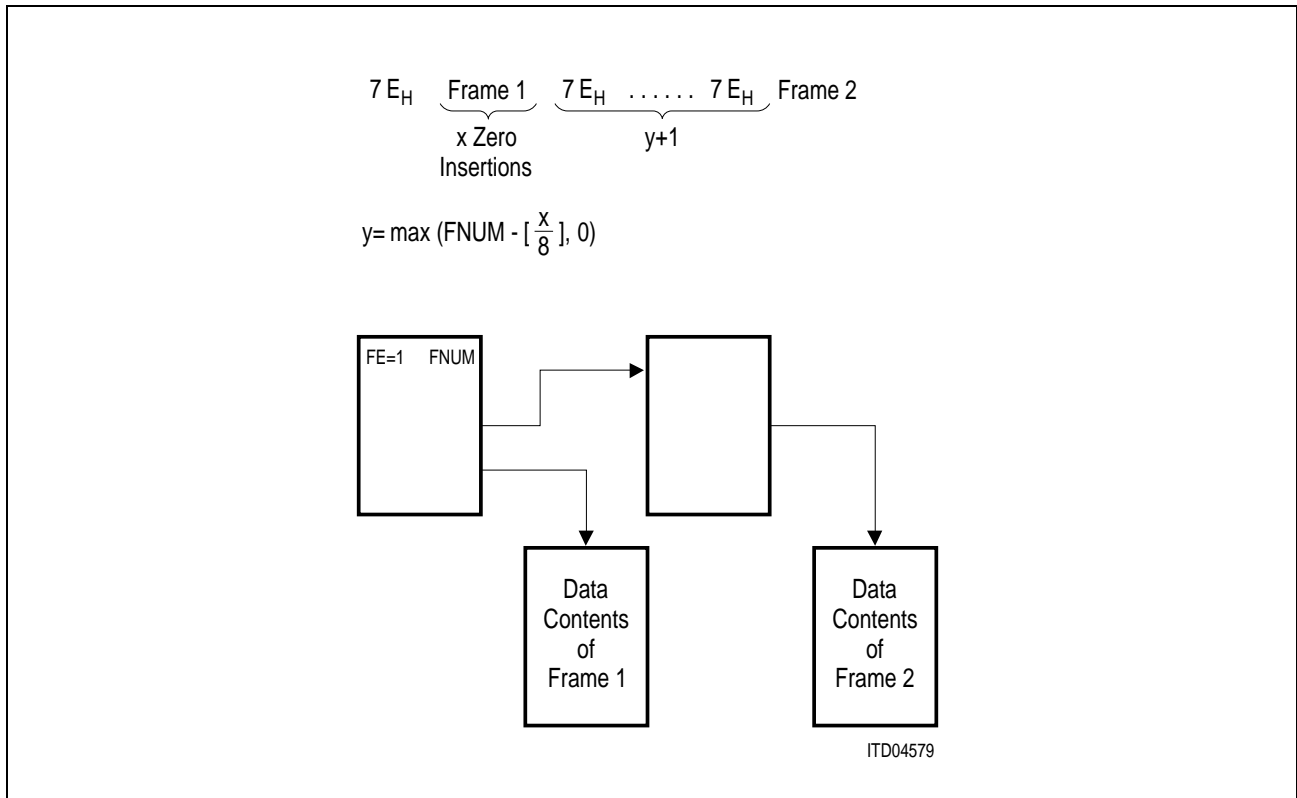 7 E_H Frame 1 7 E_H ...... 7 E_H Frame 2
x Zero y+1
Insertions
y= max (FNUM - [ x/8 ], 0)
FE=1 FNUM
Data
Contents
of
Frame 1
Data
Contents
of
Frame 2
ITD04579